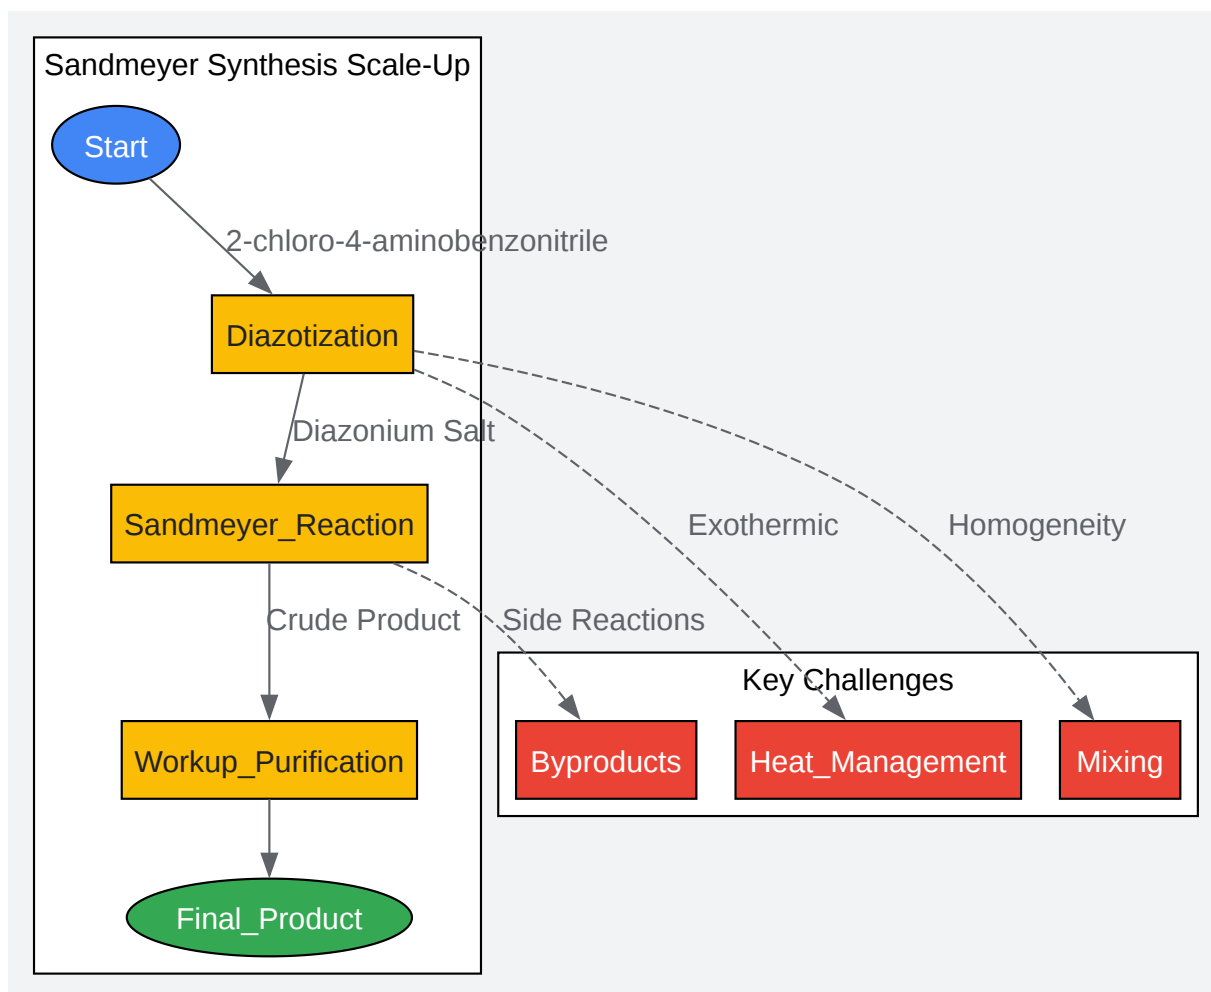 Sandmeyer Synthesis Scale-Up
Start
2-chloro-4-aminobenzonitrile
Diazotization
Diazonium Salt
Sandmeyer_Reaction
Exothermic
Homogeneity
Crude Product
Side Reactions
Key Challenges
Workup_Purification
Byproducts
Heat_Management
Mixing
Final_Product